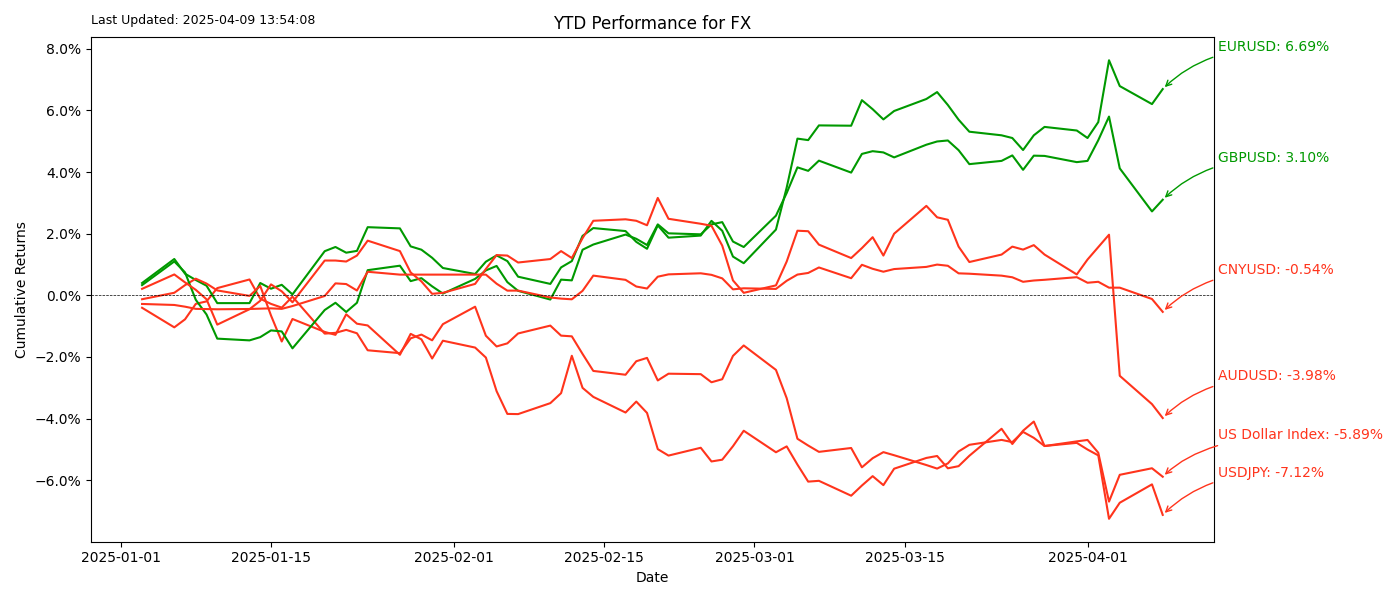 Last Updated: 2025-04-09 13:54:08
YTD Performance for FX
8.0%
6.0%
4.0%
2.0%
0.0%
−2.0%
−4.0%
−6.0%
Cumulative Returns
EURUSD: 6.69%
GBPUSD: 3.10%
CNYUSD: -0.54%
AUDUSD: -3.98%
US Dollar Index: -5.89%
USDJPY: -7.12%
2025-01-01
2025-01-15
2025-02-01
2025-02-15
2025-03-01
2025-03-15
2025-04-01
Date